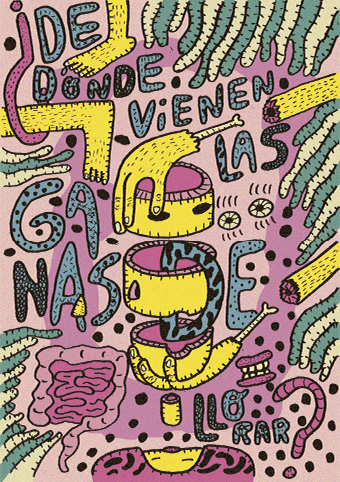 ¿DE
DÓNDE
VIENEN
LAS
GA
NAS DE
LLO
RAR?